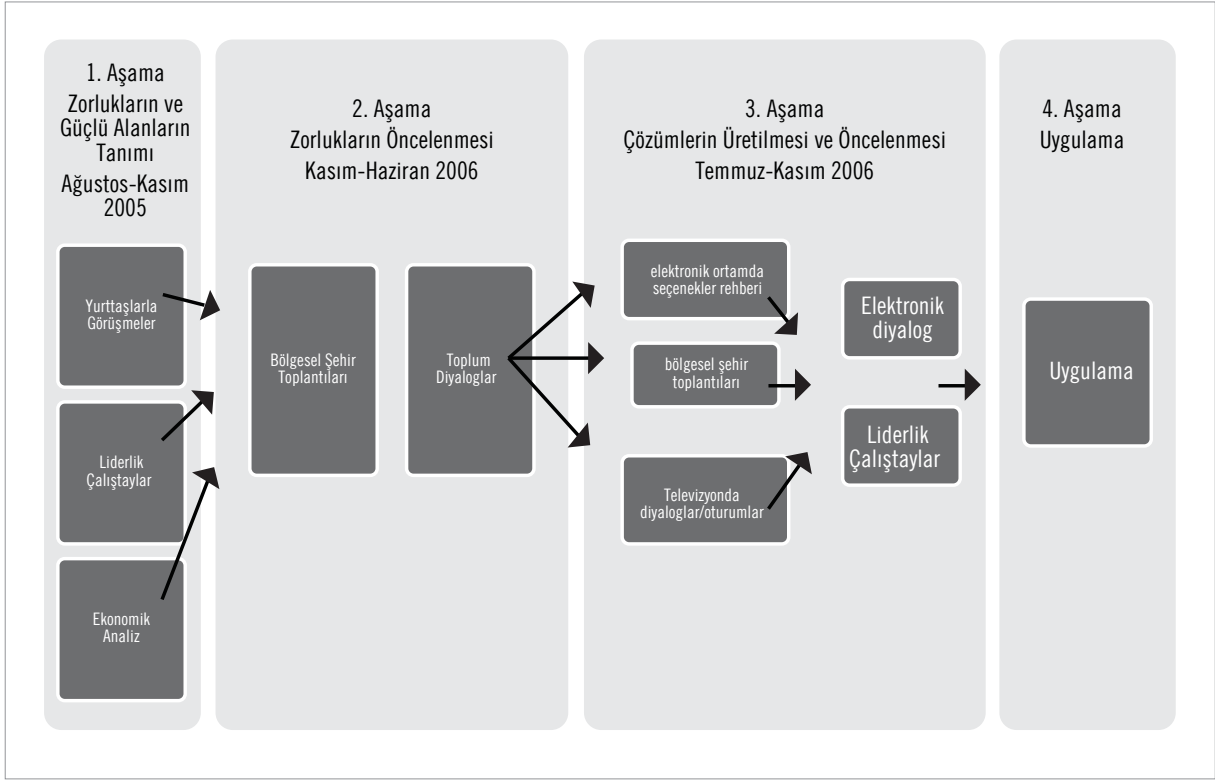 1. Aşama
Zorlukların ve
Güçlü Alanların
Tanımı
Ağustos-Kasım
2005
Yurttaşlarla
Görüşmeler
Liderlik
Çalıştaylar
Ekonomik
Analiz
2. Aşama
Zorlukların Öncelenmesi
Kasım-Haziran 2006
Bölgesel Şehir
Toplantıları
Toplum
Diyaloglar
3. Aşama
Çözümlerin Üretilmesi ve Öncelenmesi
Temmuz-Kasım 2006
elektronik ortamda
seçenekler rehberi
bölgesel şehir
toplantıları
Televizyonda
diyaloglar/oturumlar
Elektronik
diyalog
Liderlik
Çalıştaylar
4. Aşama
Uygulama
Uygulama